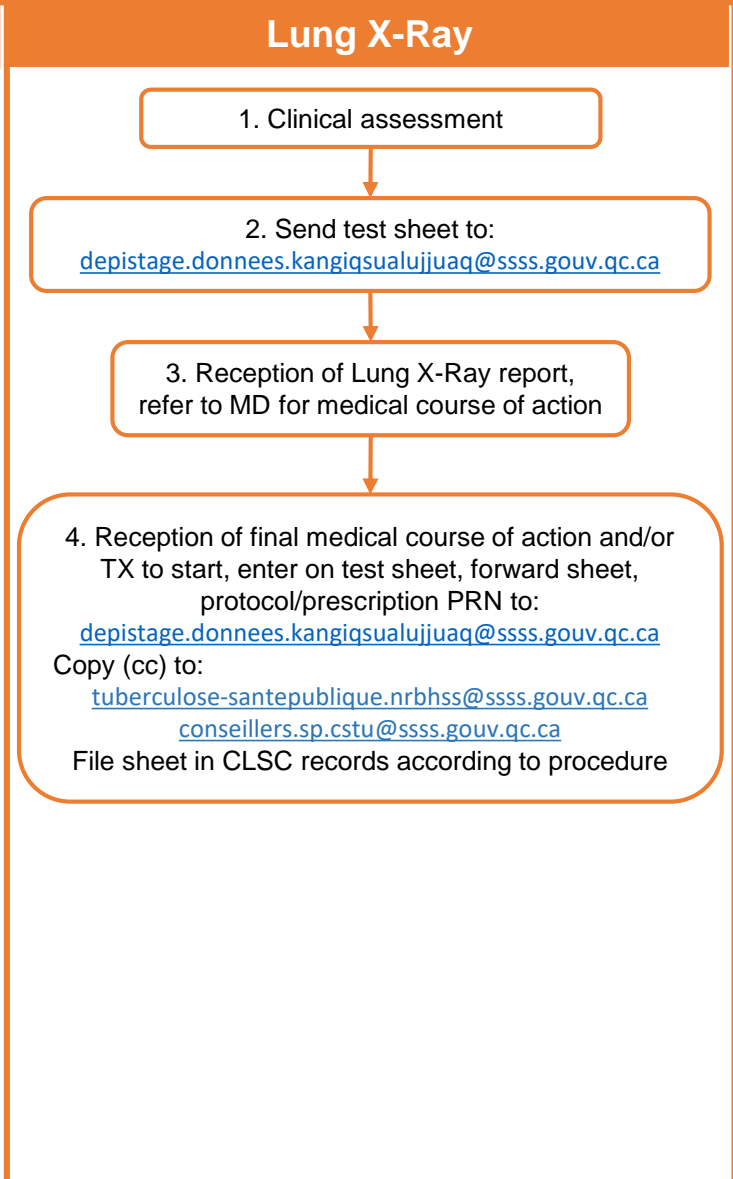 Lung X-Ray
1. Clinical assessment
2. Send test sheet to:
depistage.donnees.kangiqsualujjuaq@ssss.gouv.qc.ca
3. Reception of Lung X-Ray report,
refer to MD for medical course of action
4. Reception of final medical course of action and/or
TX to start, enter on test sheet, forward sheet,
protocol/prescription PRN to:
depistage.donnees.kangiqsualujjuaq@ssss.gouv.qc.ca
Copy (cc) to:
tuberculose-santepublique.nrbhss@ssss.gouv.qc.ca
conseillers.sp.cstu@ssss.gouv.qc.ca
File sheet in CLSC records according to procedure